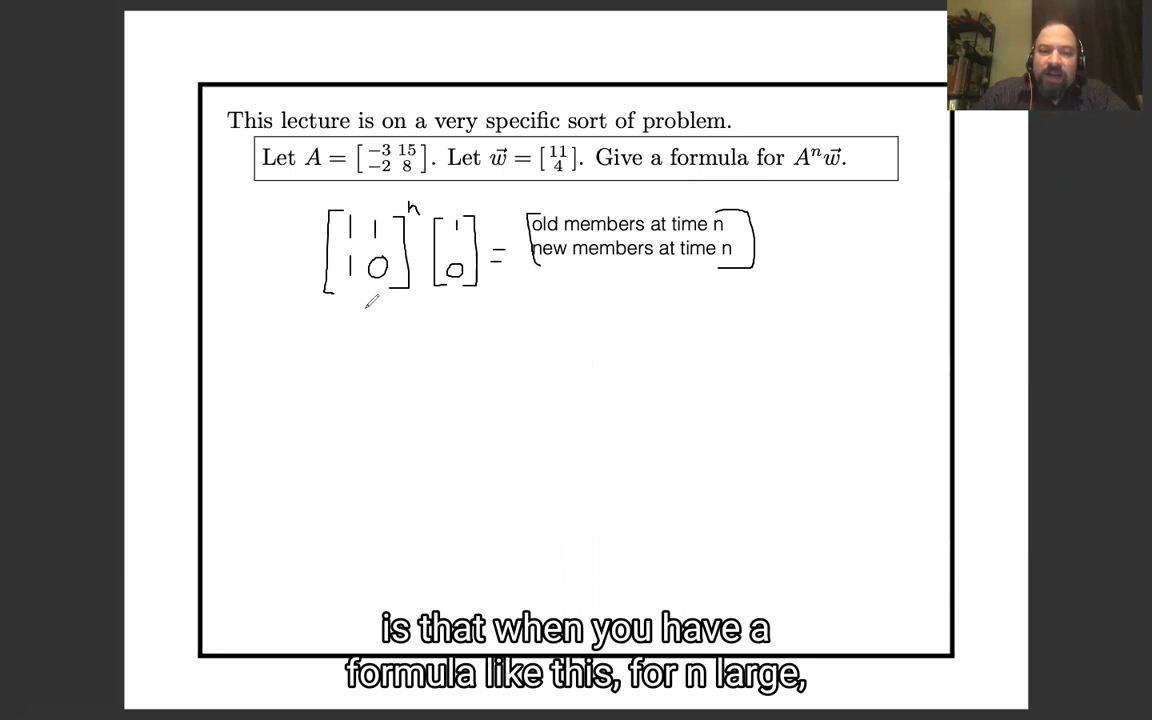 This lecture is on a very specific sort of problem.
Let A = [−3 15 −2 8]. Let w⃗ = [11 4]. Give a formula for Aⁿw⃗.
[1 1 1 0]ⁿ [1 0] = [old members at time n
new members at time n]
is that when you have a
formula like this, for n large,